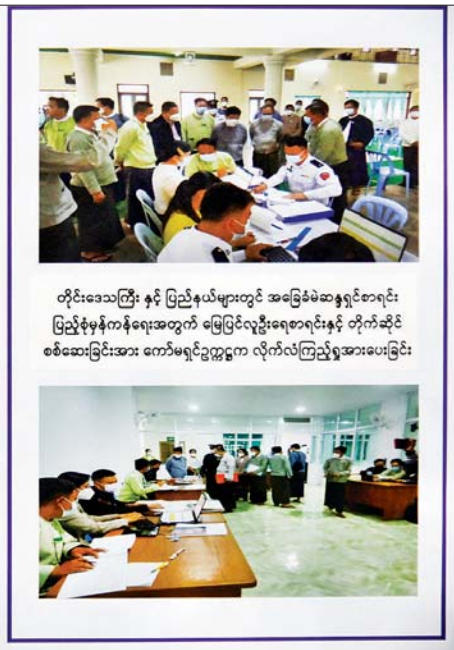 တိုင်းဒေသကြီး နှင့် ပြည်နယ်များတွင် အခြေခံမဲဆန္ဒရှင်စာရင်း
ပြည့်စုံမှန်ကန်ရေးအတွက် မြေပြင်လူဦးရေစာရင်းနှင့် တိုက်ဆိုင်
စစ်ဆေးခြင်းအား ကော်မရှင်ဥက္ကဋ္ဌက လိုက်လံကြည့်ရှုအားပေးခြင်း